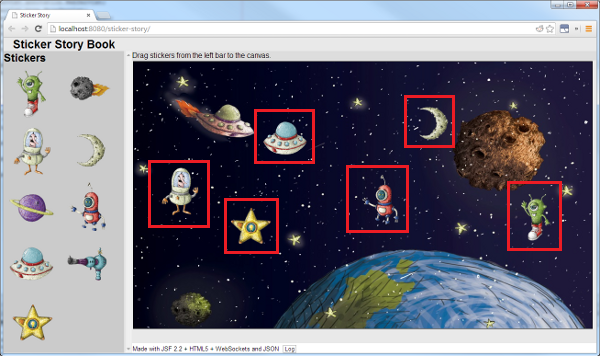 Sticker Story
localhost:8080/sticker-story/
Sticker Story Book
Stickers
Drag stickers from the left bar to the canvas.
Made with JSF 2.2 + HTML5 + WebSockets and JSON Log